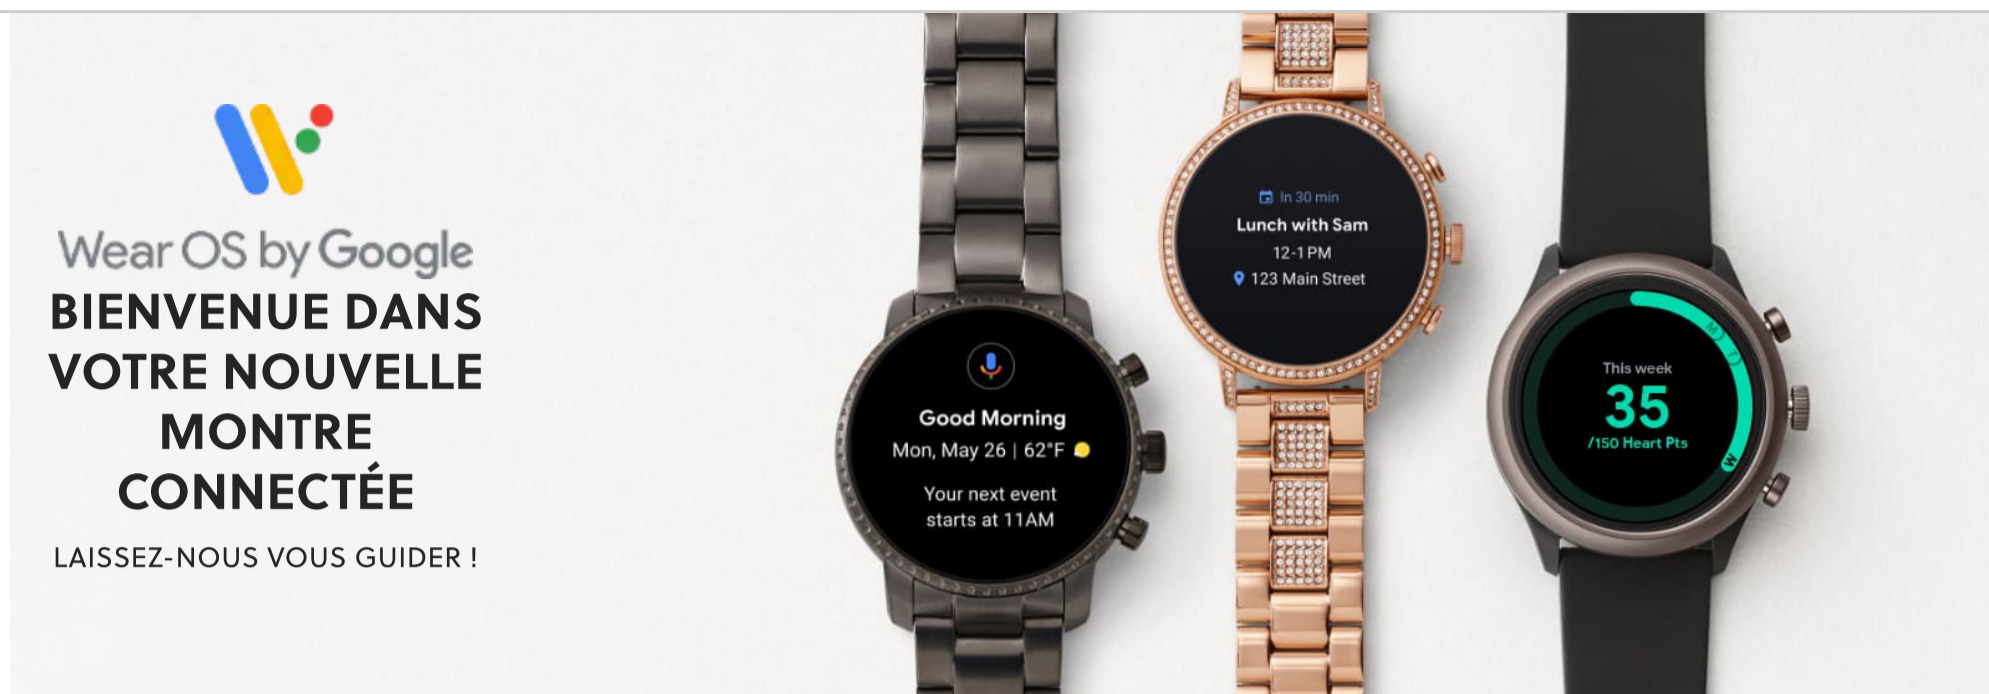 Wear OS by Google
BIENVENUE DANS
VOTRE NOUVELLE
MONTRE
CONNECTÉE
LAISSEZ-NOUS VOUS GUIDER !
Good Morning
Mon, May 26 | 62°F
Your next event
starts at 11AM
In 30 min
Lunch with Sam
12-1 PM
123 Main Street
M
T
W
This week
35
/150 Heart Pts